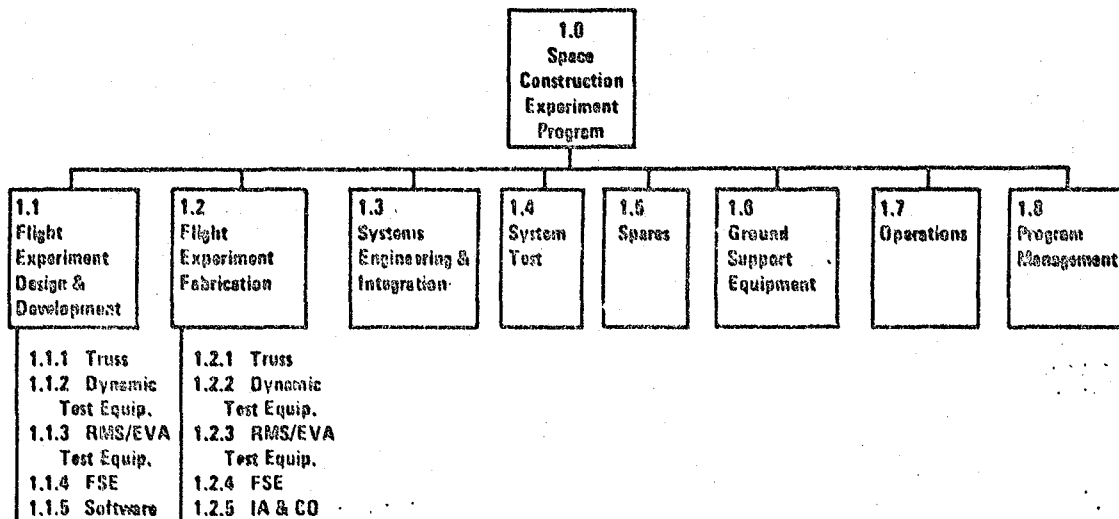 1.0
Space
Construction
Experiment
Program
1.1
Flight
Experiment
Design &
Development
1.2
Flight
Experiment
Fabrication
1.3
Systems
Engineering &
Integration
1.4
System
Test
1.5
Spares
1.6
Ground
Support
Equipment
1.7
Operations
1.8
Program
Management
1.1.1 Truss
1.1.2 Dynamic
Test Equip.
1.1.3 RMS/EVA
Test Equip.
1.1.4 FSE
1.1.5 Software
1.2.1 Truss
1.2.2 Dynamic
Test Equip.
1.2.3 RMS/EVA
Test Equip.
1.2.4 FSE
1.2.5 IA & CO